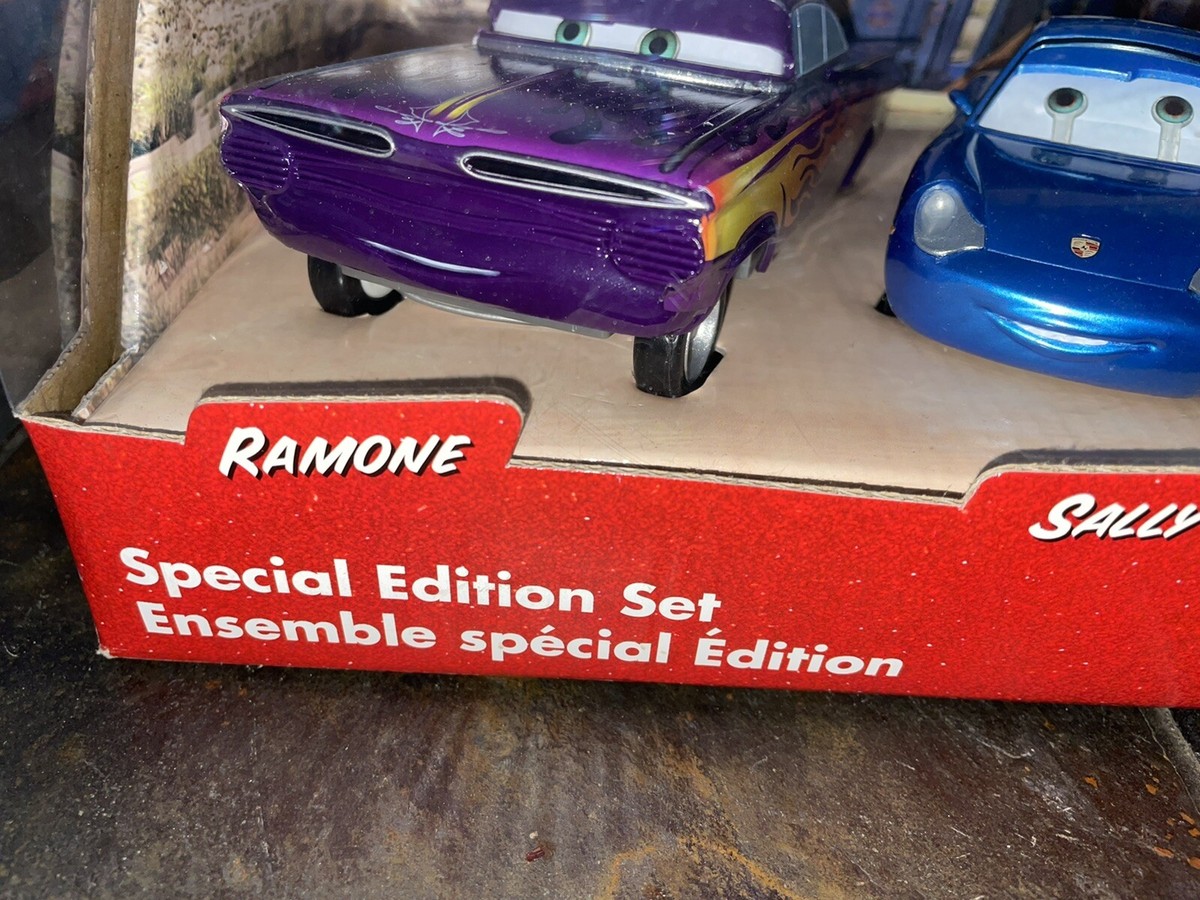 RAMONE
SALLY
Special Edition Set
Ensemble spécial Édition